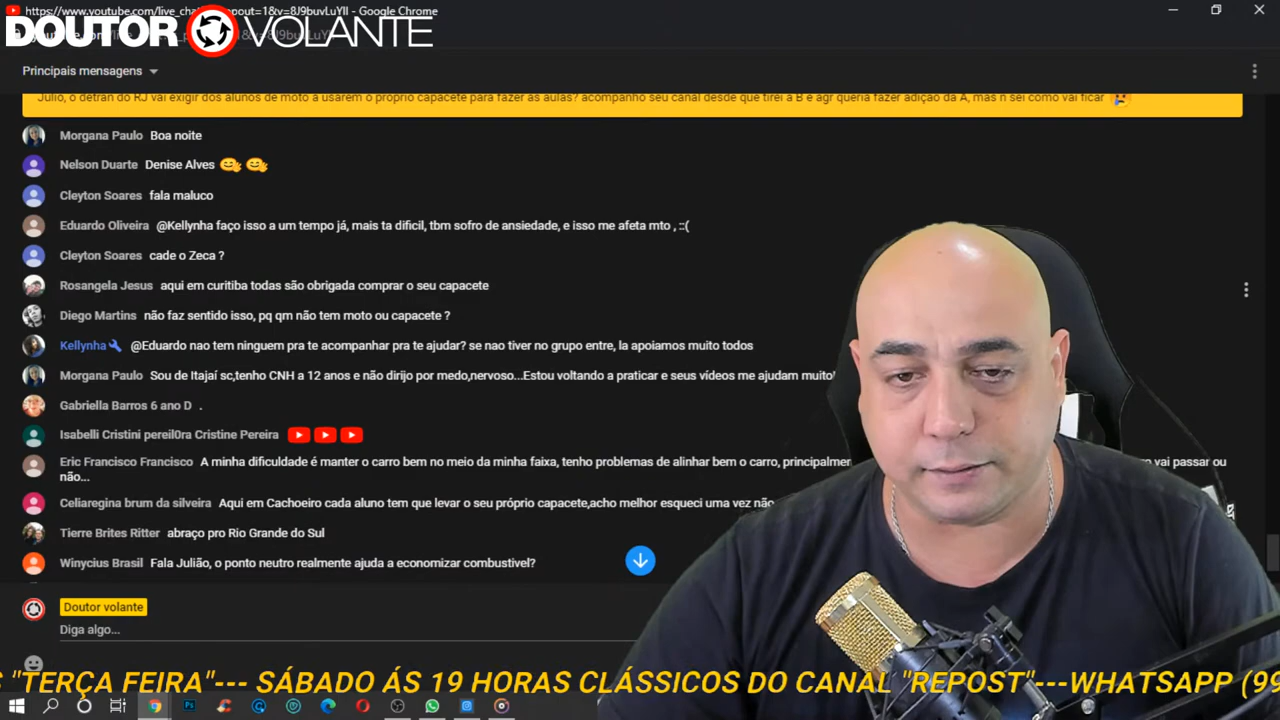 https://www.youtube.com/live_chat? popout=1&v=8J9buvLuYlI - Google Chrome
DOUTOR VOLANTE
Principais mensagens
Julio, o detran do RJ vai exigir dos alunos de moto a usarem o próprio capacete para fazer as aulas? acompanho seu canal desde que tirei a B e agr queria fazer adição da A, mas n sei como vai ficar
Morgana Paulo Boa noite
Nelson Duarte Denise Alves
Cleyton Soares fala maluco
Eduardo Oliveira @Kellynha faço isso a um tempo já, mais ta dificil, tbm sofro de ansiedade, e isso me afeta mto , ::(
Cleyton Soares cade o Zeca ?
Rosangela Jesus aqui em curitiba todas são obrigada comprar o seu capacete
Diego Martins não faz sentido isso, pq qm não tem moto ou capacete ?
Kellynha @Eduardo nao tem ninguem pra te acompanhar pra te ajudar? se nao tiver no grupo entre, la apoiamos muito todos
Morgana Paulo Sou de Itajaí sc,tenho CNH a 12 anos e não dirijo por medo,nervoso...Estou voltando a praticar e seus vídeos me ajudam muito!
Gabriella Barros 6 ano D .
Isabelli Cristini pereil0ra Cristine Pereira
Eric Francisco Francisco A minha dificuldade é manter o carro bem no meio da minha faixa, tenho problemas de alinhar bem o carro, principalmen vai passar ou
não...
Celiaregina brum da silveira Aqui em Cachoeiro cada aluno tem que levar o seu próprio capacete,acho melhor esqueci uma vez não
Tierre Brites Ritter abraço pro Rio Grande do Sul
Winycius Brasil Fala Julião, o ponto neutro realmente ajuda a economizar combustivel?
Doutor volante
Diga algo...
S "TERÇA FEIRA"--- SÁBADO ÁS 19 HORAS CLÁSSICOS DO CANAL "REPOST"---WHATSAPP (99